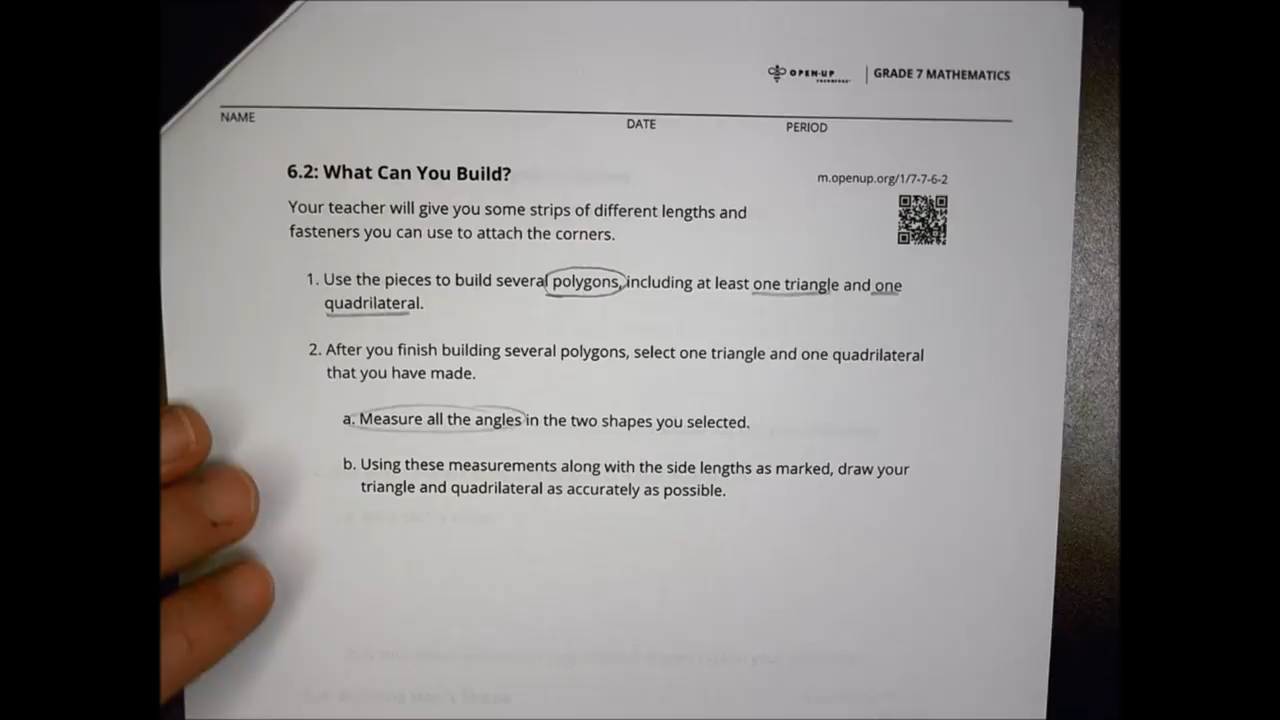 OPEN-UP | GRADE 7 MATHEMATICS
NAME DATE PERIOD
6.2: What Can You Build?
m.openup.org/1/7-7-6-2
Your teacher will give you some strips of different lengths and
fasteners you can use to attach the corners.
1. Use the pieces to build several polygons, including at least one triangle and one
quadrilateral.
2. After you finish building several polygons, select one triangle and one quadrilateral
that you have made.
a. Measure all the angles in the two shapes you selected.
b. Using these measurements along with the side lengths as marked, draw your
triangle and quadrilateral as accurately as possible.